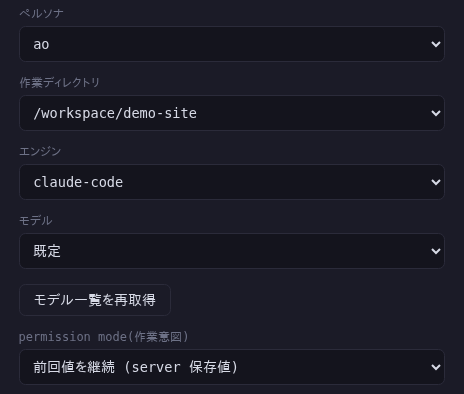 ペルソナ
ao
作業ディレクトリ
/workspace/demo-site
エンジン
claude-code
モデル
既定
モデル一覧を再取得
permission mode(作業意図)
前回値を継続 (server 保存値)